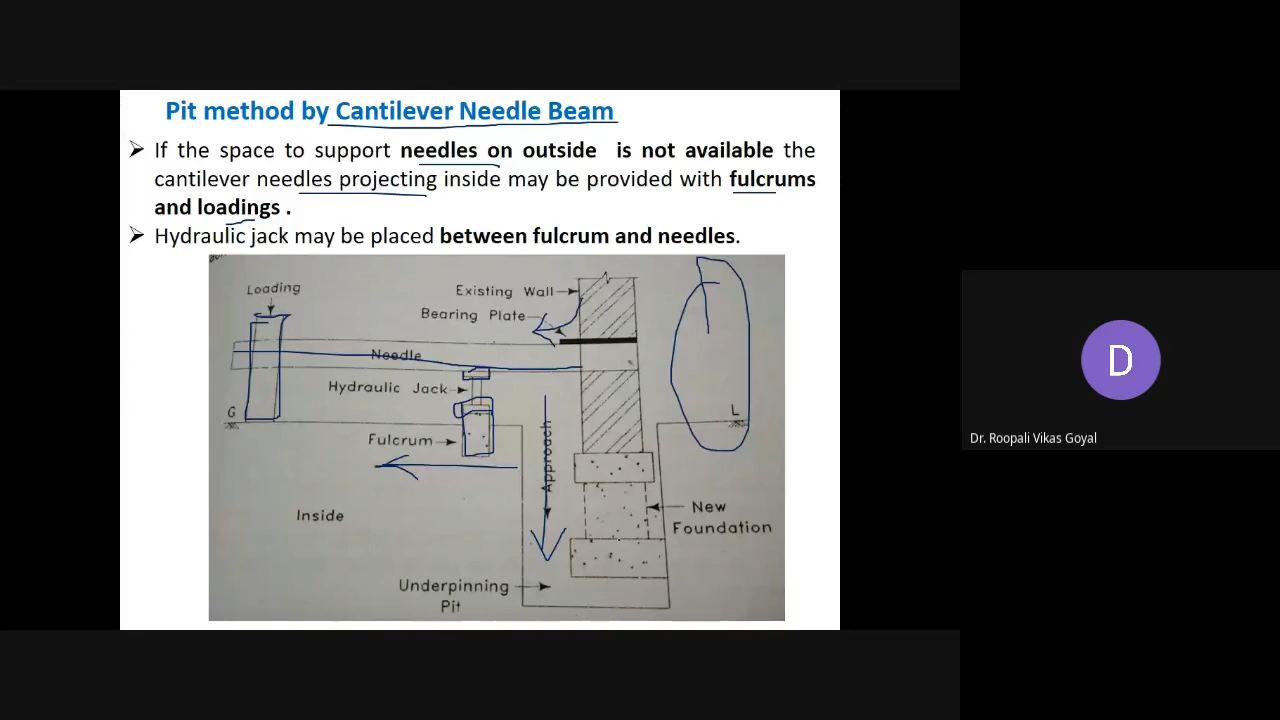 Pit method by Cantilever Needle Beam
➢ If the space to support needles on outside is not available the
cantilever needles projecting inside may be provided with fulcrums
and loadings .
➢ Hydraulic jack may be placed between fulcrum and needles.
Loading
Existing Wall
Bearing Plate
Needle
Hydraulic Jack
G
L
Fulcrum
Approach
Inside
New
Foundation
Underpinning
Pit
D
Dr. Roopali Vikas Goyal